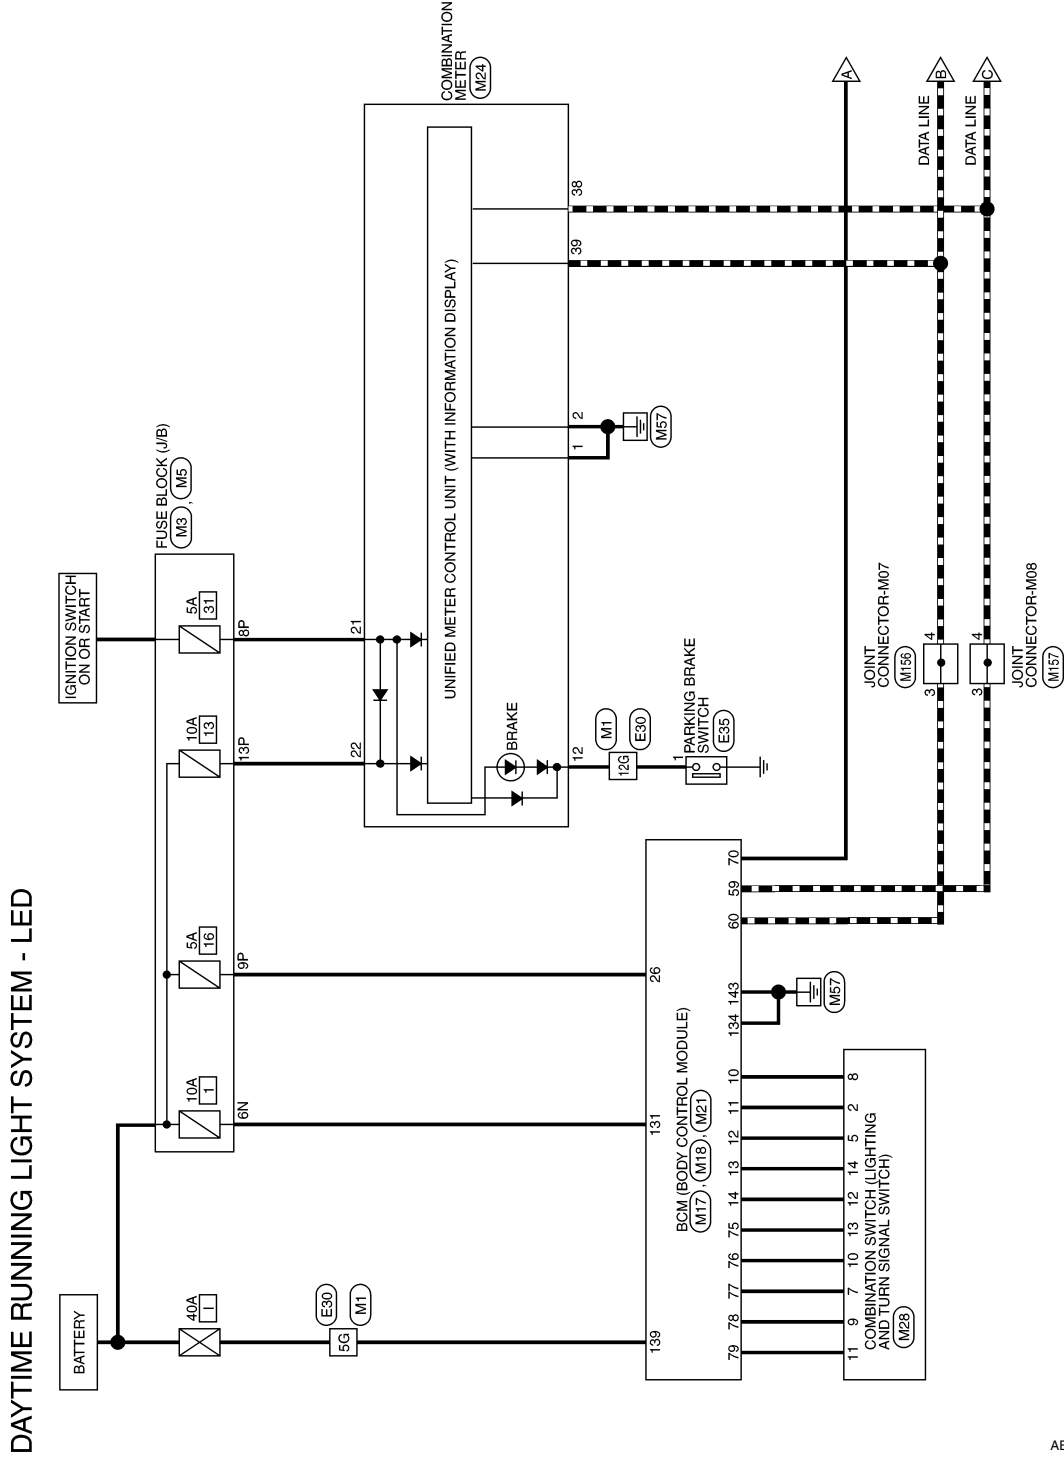 DAYTIME RUNNING LIGHT SYSTEM - LED
BATTERY
IGNITION SWITCH
ON OR START
FUSE BLOCK (J/B)
M3 , M5
40A
I
10A
1
5A
16
10A
13
5A
31
6N
9P
13P
8P
E30
M1
5G
COMBINATION
METER
M24
22
21
UNIFIED METER CONTROL UNIT (WITH INFORMATION DISPLAY)
BRAKE
12
1
2
39
38
M57
M1
E30
12G
1
PARKING BRAKE
SWITCH
E35
139
131
26
BCM (BODY CONTROL MODULE)
M17 , M18 , M21
79
78
77
76
75
14
13
12
11
10
134
143
60
59
70
M57
11
9
7
10
13
12
14
5
2
8
COMBINATION SWITCH (LIGHTING
AND TURN SIGNAL SWITCH)
M28
JOINT
CONNECTOR-M07
M156
3
4
3
4
JOINT
CONNECTOR-M08
M157
DATA LINE
DATA LINE
A
B
C